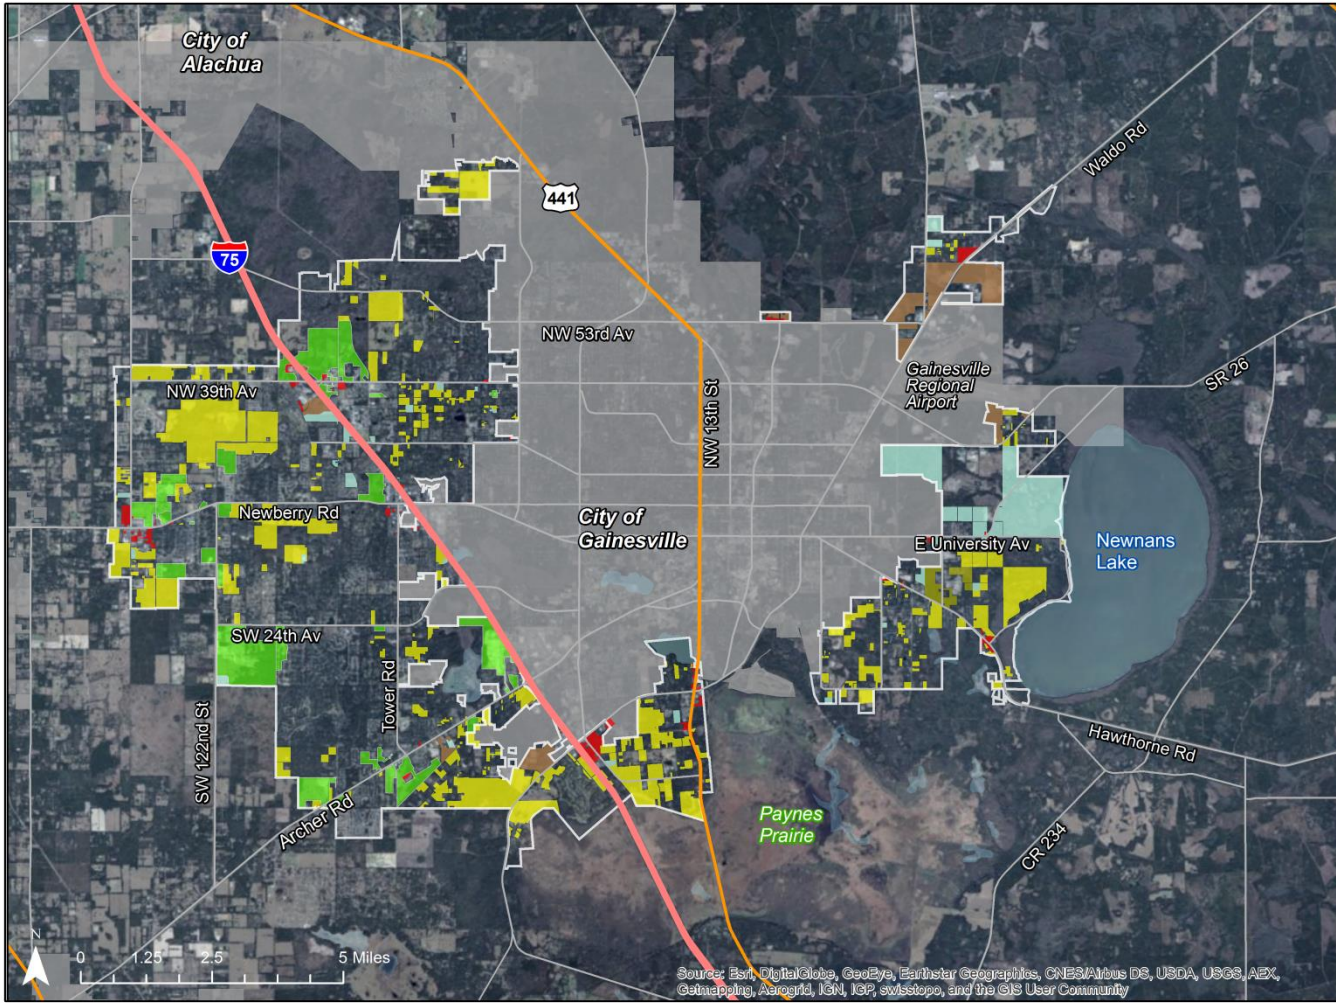 City of
Alachua
Waldo Rd
441
75
NW 53rd Av
Gainesville
Regional
Airport
SR 26
NW 39th Av
NW 13th St
Newberry Rd
City of
Gainesville
E University Av
Newnans
Lake
SW 24th Av
Tower Rd
SW 122nd St
Hawthorne Rd
Archer Rd
Paynes
Prairie
CR 234
N
0 1.25 2.5 5 Miles
Source: Esri, DigitalGlobe, GeoEye, Earthstar Geographics, CNES/Airbus DS, USDA, USGS, AEX,
Getmapping, Aerogrid, IGN, IGP, swisstopo, and the GIS User Community